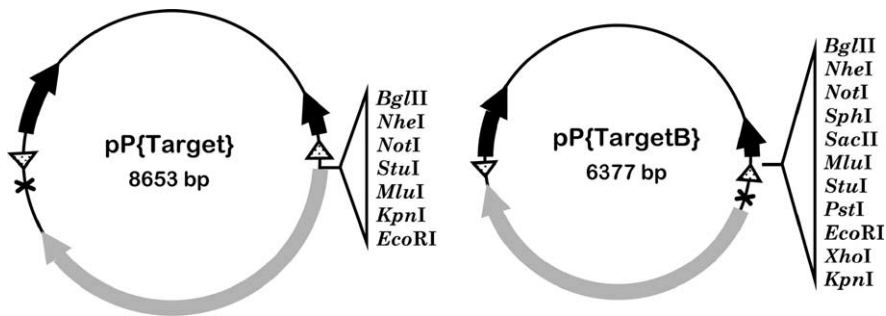 pP{Target}
8653 bp
BglII
NheI
NotI
StuI
MluI
KpnI
EcoRI
pP{TargetB}
6377 bp
BglII
NheI
NotI
SphI
SacII
MluI
StuI
PstI
EcoRI
XhoI
KpnI